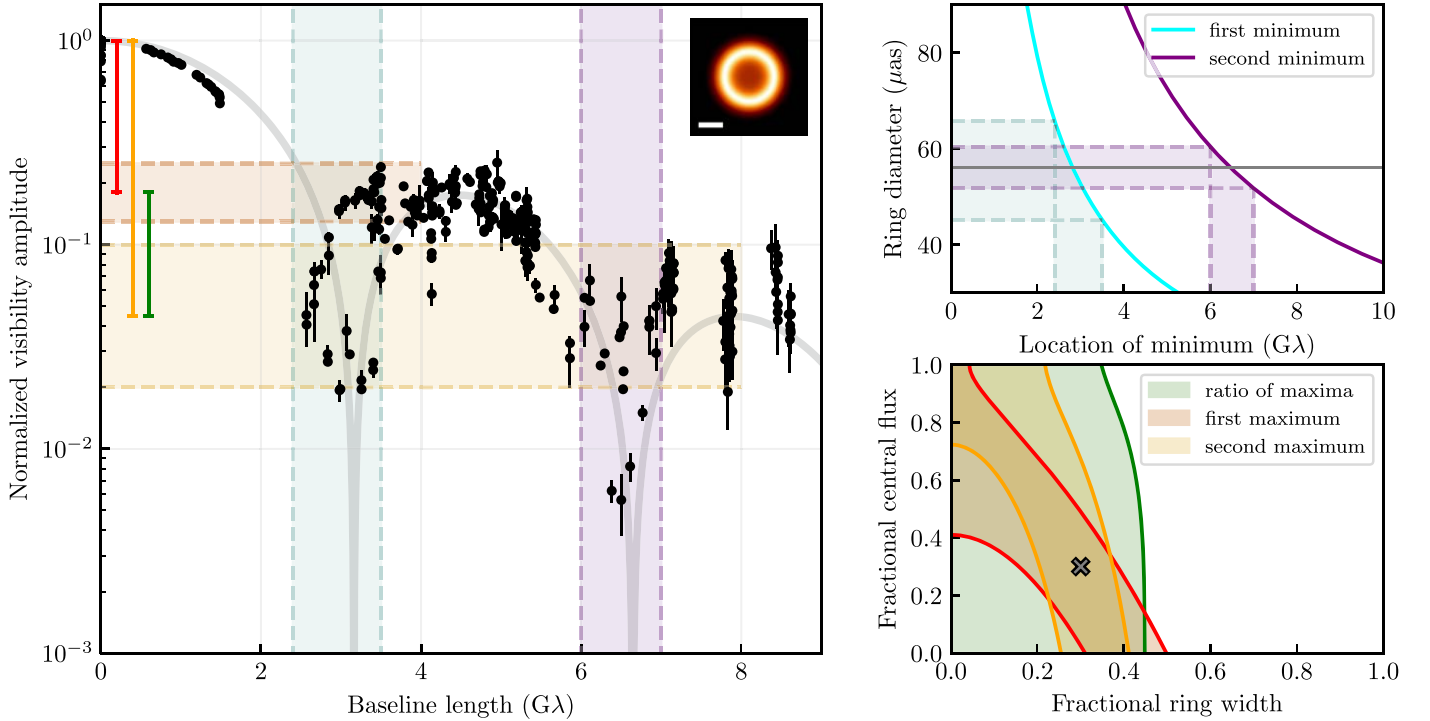 10⁰
10⁻¹
10⁻²
10⁻³
0 2 4 6 8
Baseline length (Gλ)
Normalized visibility amplitude
first minimum
second minimum
80
60
40
0 2 4 6 8 10
Location of minimum (Gλ)
Ring diameter (μas)
ratio of maxima
first maximum
second maximum
1.0
0.8
0.6
0.4
0.2
0.0
0.0 0.2 0.4 0.6 0.8 1.0
Fractional ring width
Fractional central flux